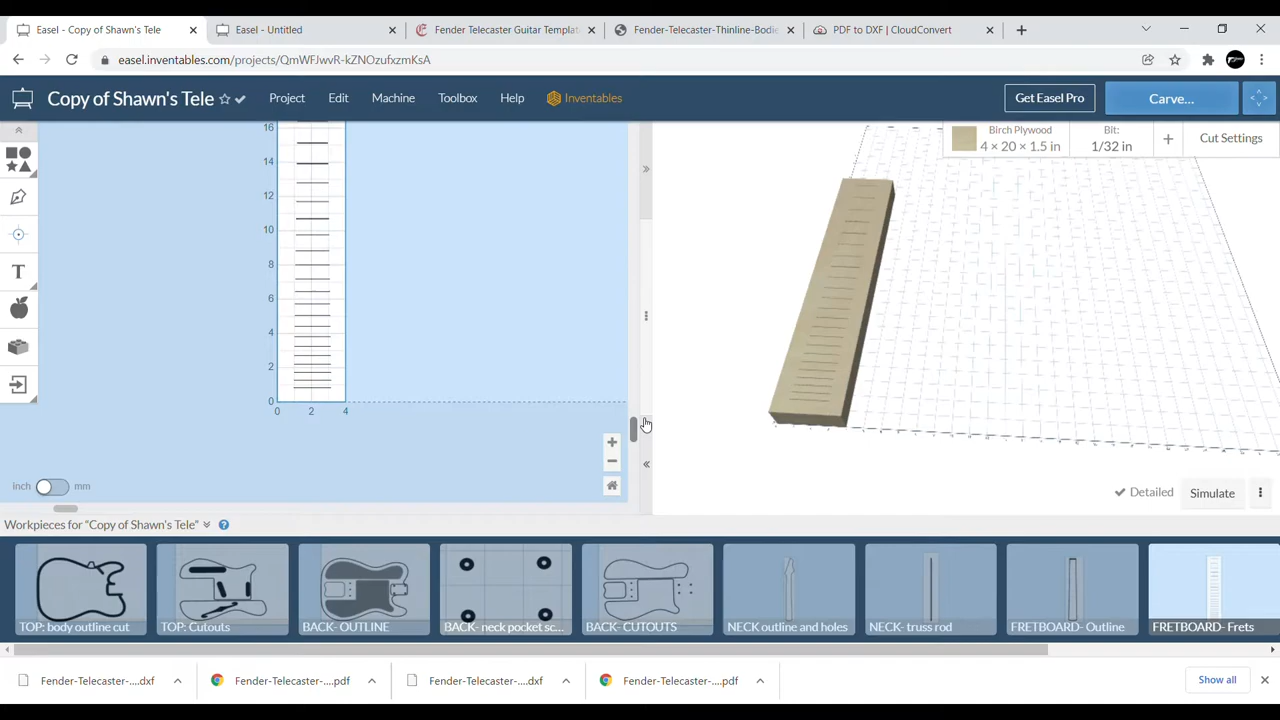 Easel - Copy of Shawn's Tele
Easel - Untitled
Fender Telecaster Guitar Templat
Fender-Telecaster-Thinline-Bodie
PDF to DXF | CloudConvert
easel.inventables.com/projects/QmWFJwvR-kZNOzufxzmKsA
Copy of Shawn's Tele
Project
Edit
Machine
Toolbox
Help
Inventables
Get Easel Pro
Carve...
Birch Plywood
4 × 20 × 1.5 in
Bit:
1/32 in
Cut Settings
16
14
12
10
8
6
4
2
0
0 2 4
inch mm
Detailed
Simulate
Workpieces for "Copy of Shawn's Tele"
TOP: body outline cut
TOP: Cutouts
BACK- OUTLINE
BACK- neck pocket sc...
BACK- CUTOUTS
NECK outline and holes
NECK- truss rod
FRETBOARD- Outline
FRETBOARD- Frets
Fender-Telecaster-....dxf
Fender-Telecaster-....pdf
Fender-Telecaster-....dxf
Fender-Telecaster-....pdf
Show all